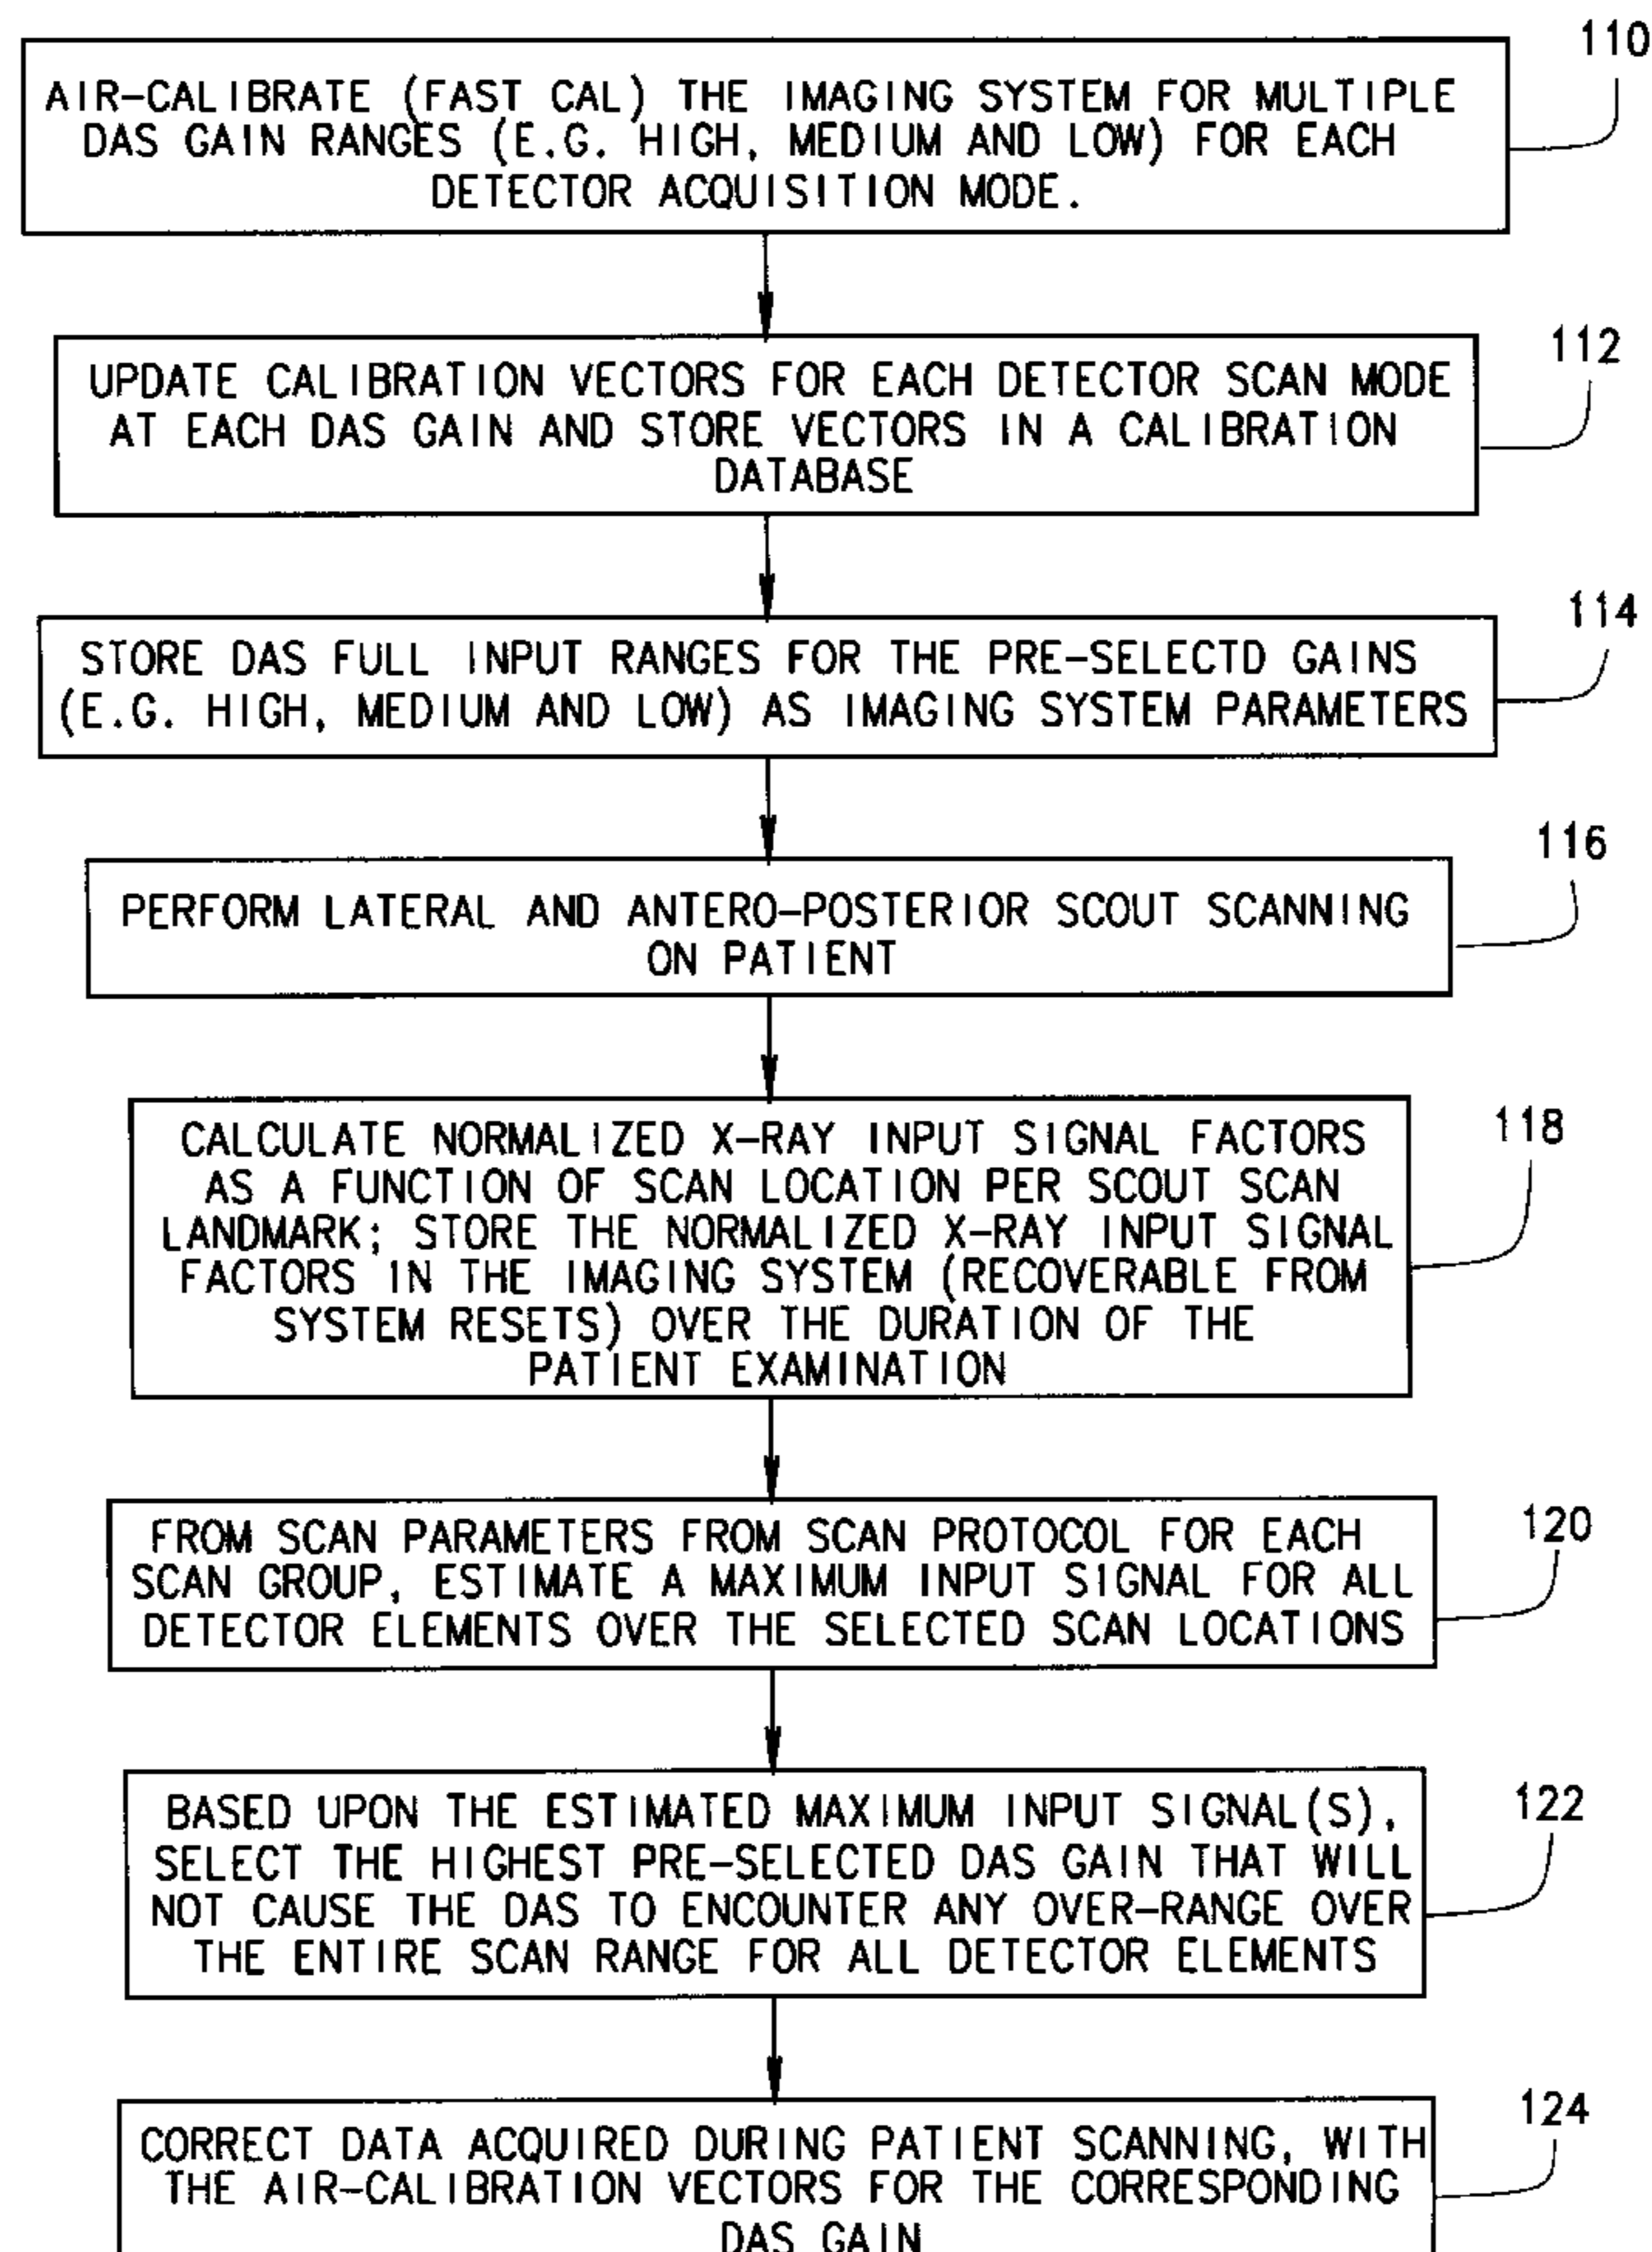 110
AIR-CALIBRATE (FAST CAL) THE IMAGING SYSTEM FOR MULTIPLE
DAS GAIN RANGES (E.G. HIGH, MEDIUM AND LOW) FOR EACH
DETECTOR ACQUISITION MODE.
112
UPDATE CALIBRATION VECTORS FOR EACH DETECTOR SCAN MODE
AT EACH DAS GAIN AND STORE VECTORS IN A CALIBRATION
DATABASE
114
STORE DAS FULL INPUT RANGES FOR THE PRE-SELECTD GAINS
(E.G. HIGH, MEDIUM AND LOW) AS IMAGING SYSTEM PARAMETERS
116
PERFORM LATERAL AND ANTERO-POSTERIOR SCOUT SCANNING
ON PATIENT
118
CALCULATE NORMALIZED X-RAY INPUT SIGNAL FACTORS
AS A FUNCTION OF SCAN LOCATION PER SCOUT SCAN
LANDMARK; STORE THE NORMALIZED X-RAY INPUT SIGNAL
FACTORS IN THE IMAGING SYSTEM (RECOVERABLE FROM
SYSTEM RESETS) OVER THE DURATION OF THE
PATIENT EXAMINATION
120
FROM SCAN PARAMETERS FROM SCAN PROTOCOL FOR EACH
SCAN GROUP, ESTIMATE A MAXIMUM INPUT SIGNAL FOR ALL
DETECTOR ELEMENTS OVER THE SELECTED SCAN LOCATIONS
122
BASED UPON THE ESTIMATED MAXIMUM INPUT SIGNAL(S),
SELECT THE HIGHEST PRE-SELECTED DAS GAIN THAT WILL
NOT CAUSE THE DAS TO ENCOUNTER ANY OVER-RANGE OVER
THE ENTIRE SCAN RANGE FOR ALL DETECTOR ELEMENTS
124
CORRECT DATA ACQUIRED DURING PATIENT SCANNING, WITH
THE AIR-CALIBRATION VECTORS FOR THE CORRESPONDING
DAS GAIN